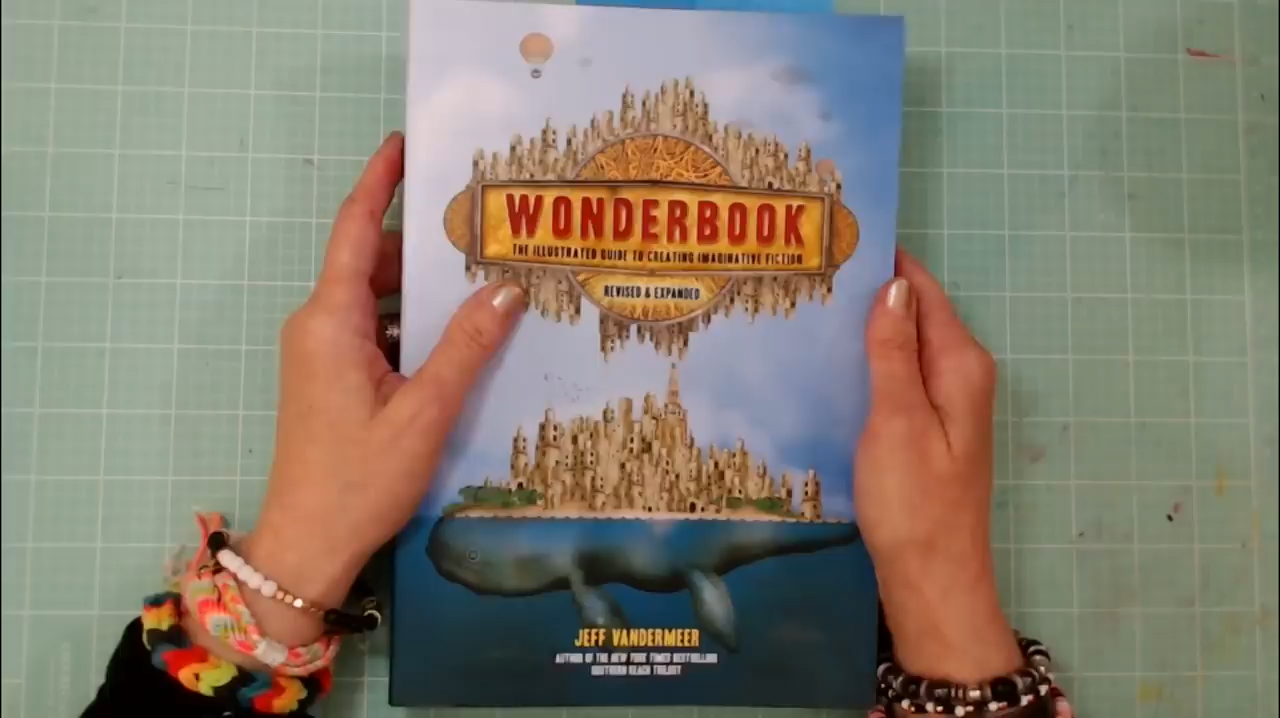 WONDERBOOK
THE ILLUSTRATED GUIDE TO CREATING IMAGINATIVE FICTION
REVISED & EXPANDED
JEFF VANDERMEER
AUTHOR OF THE NEW YORK TIMES BESTSELLING
SOUTHERN REACH TRILOGY